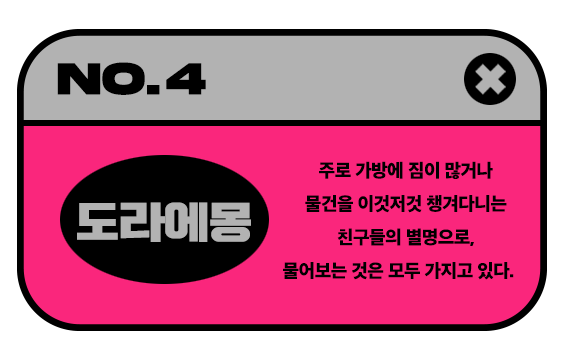 NO.4
도라에몽
주로 가방에 짐이 많거나
물건을 이것저것 챙겨다니는
친구들의 별명으로,
물어보는 것은 모두 가지고 있다.